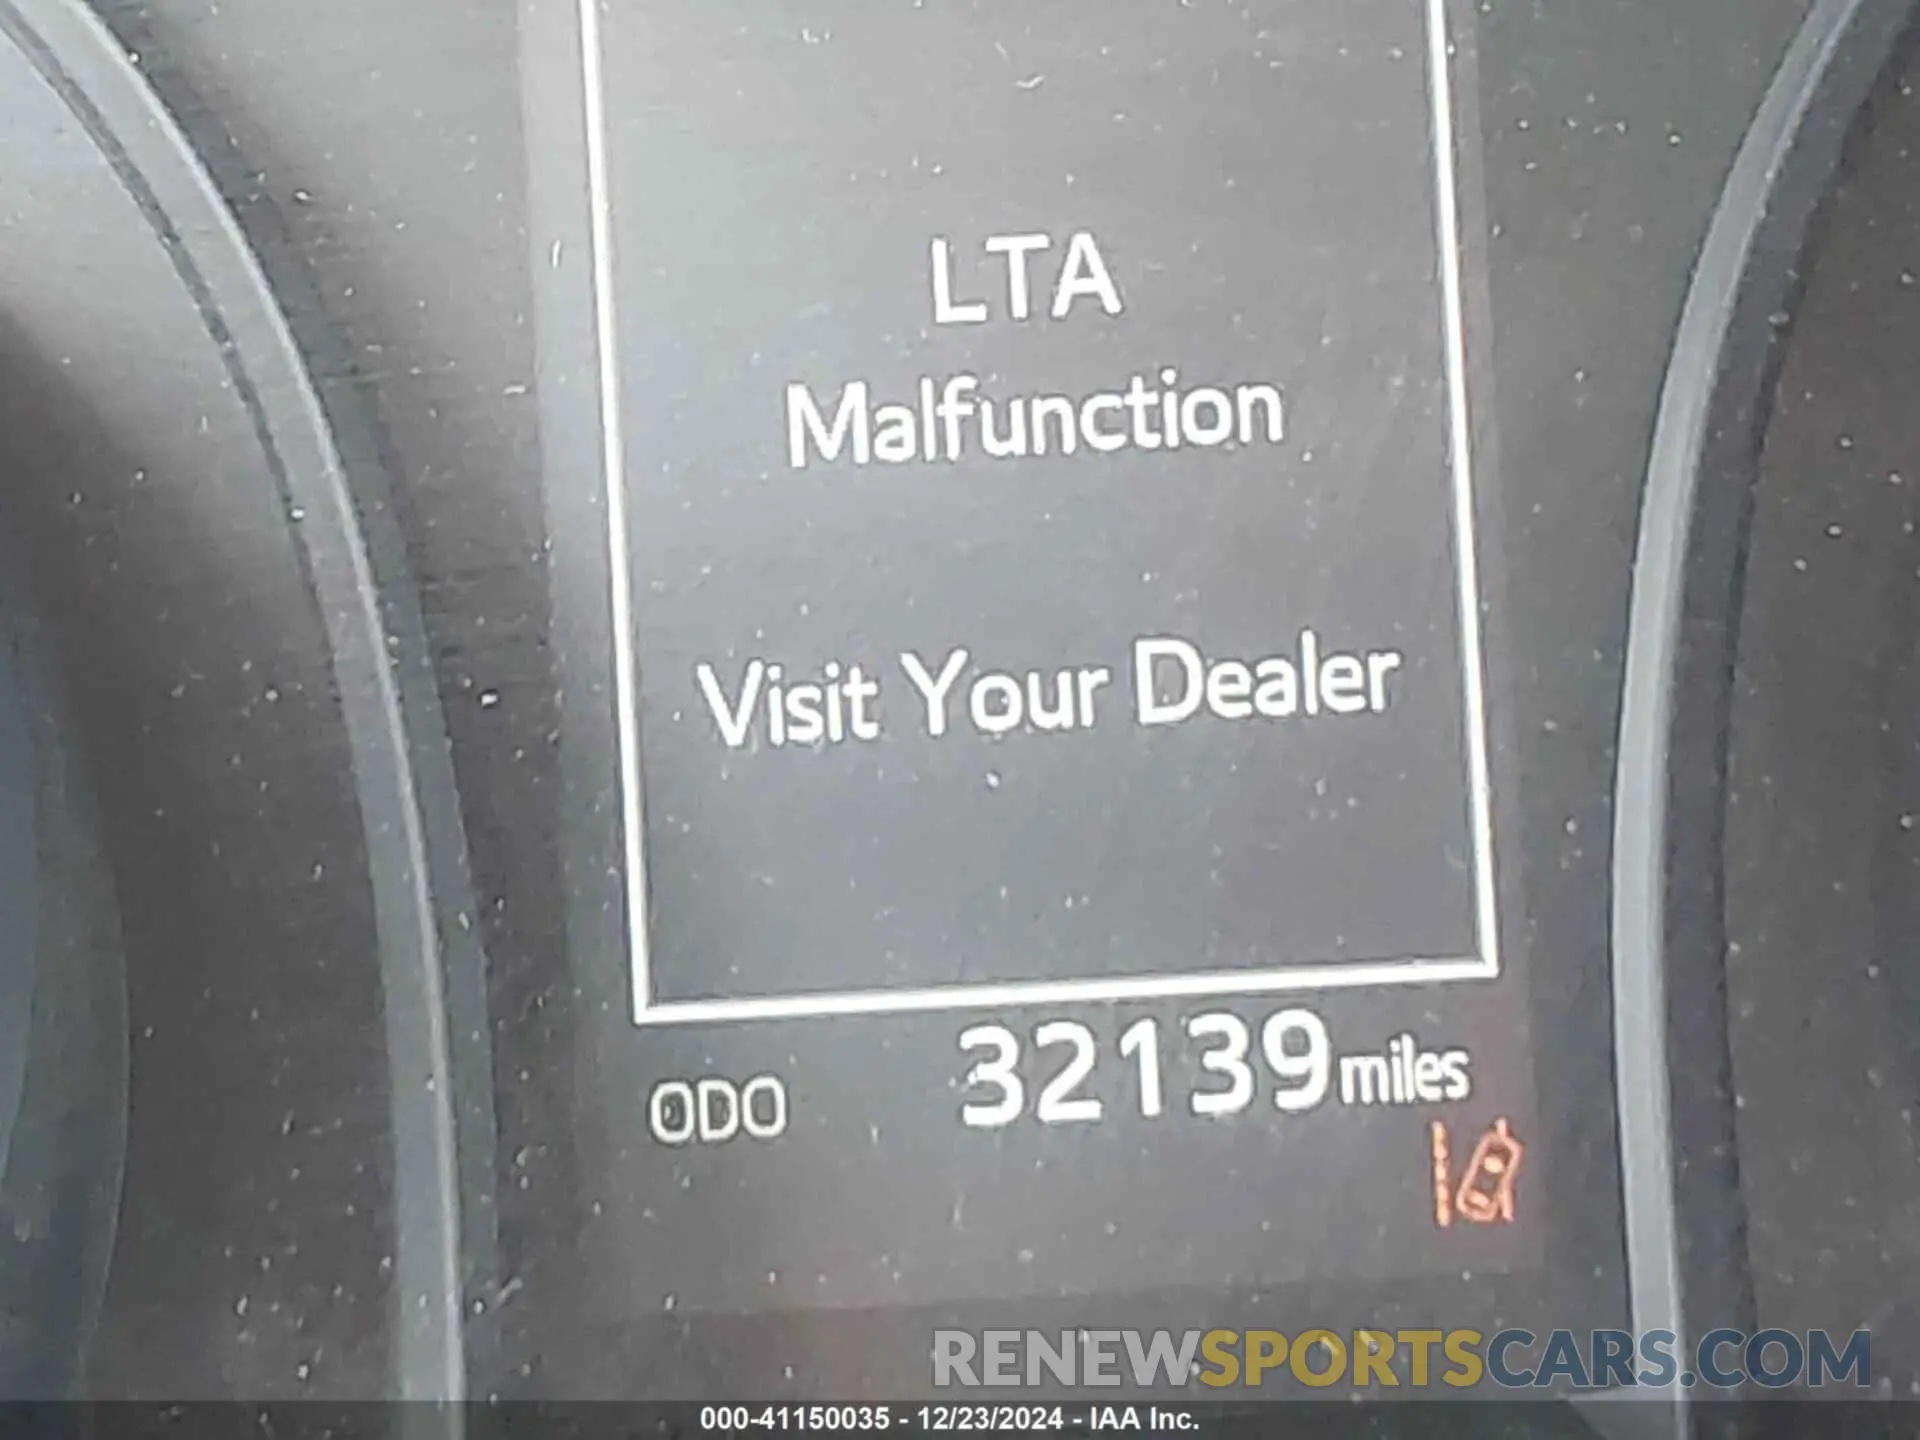 LTA
Malfunction
Visit Your Dealer
ODO 32139 miles
RENEWSPORTSCARS.COM
000-41150035 - 12/23/2024 - IAA Inc.